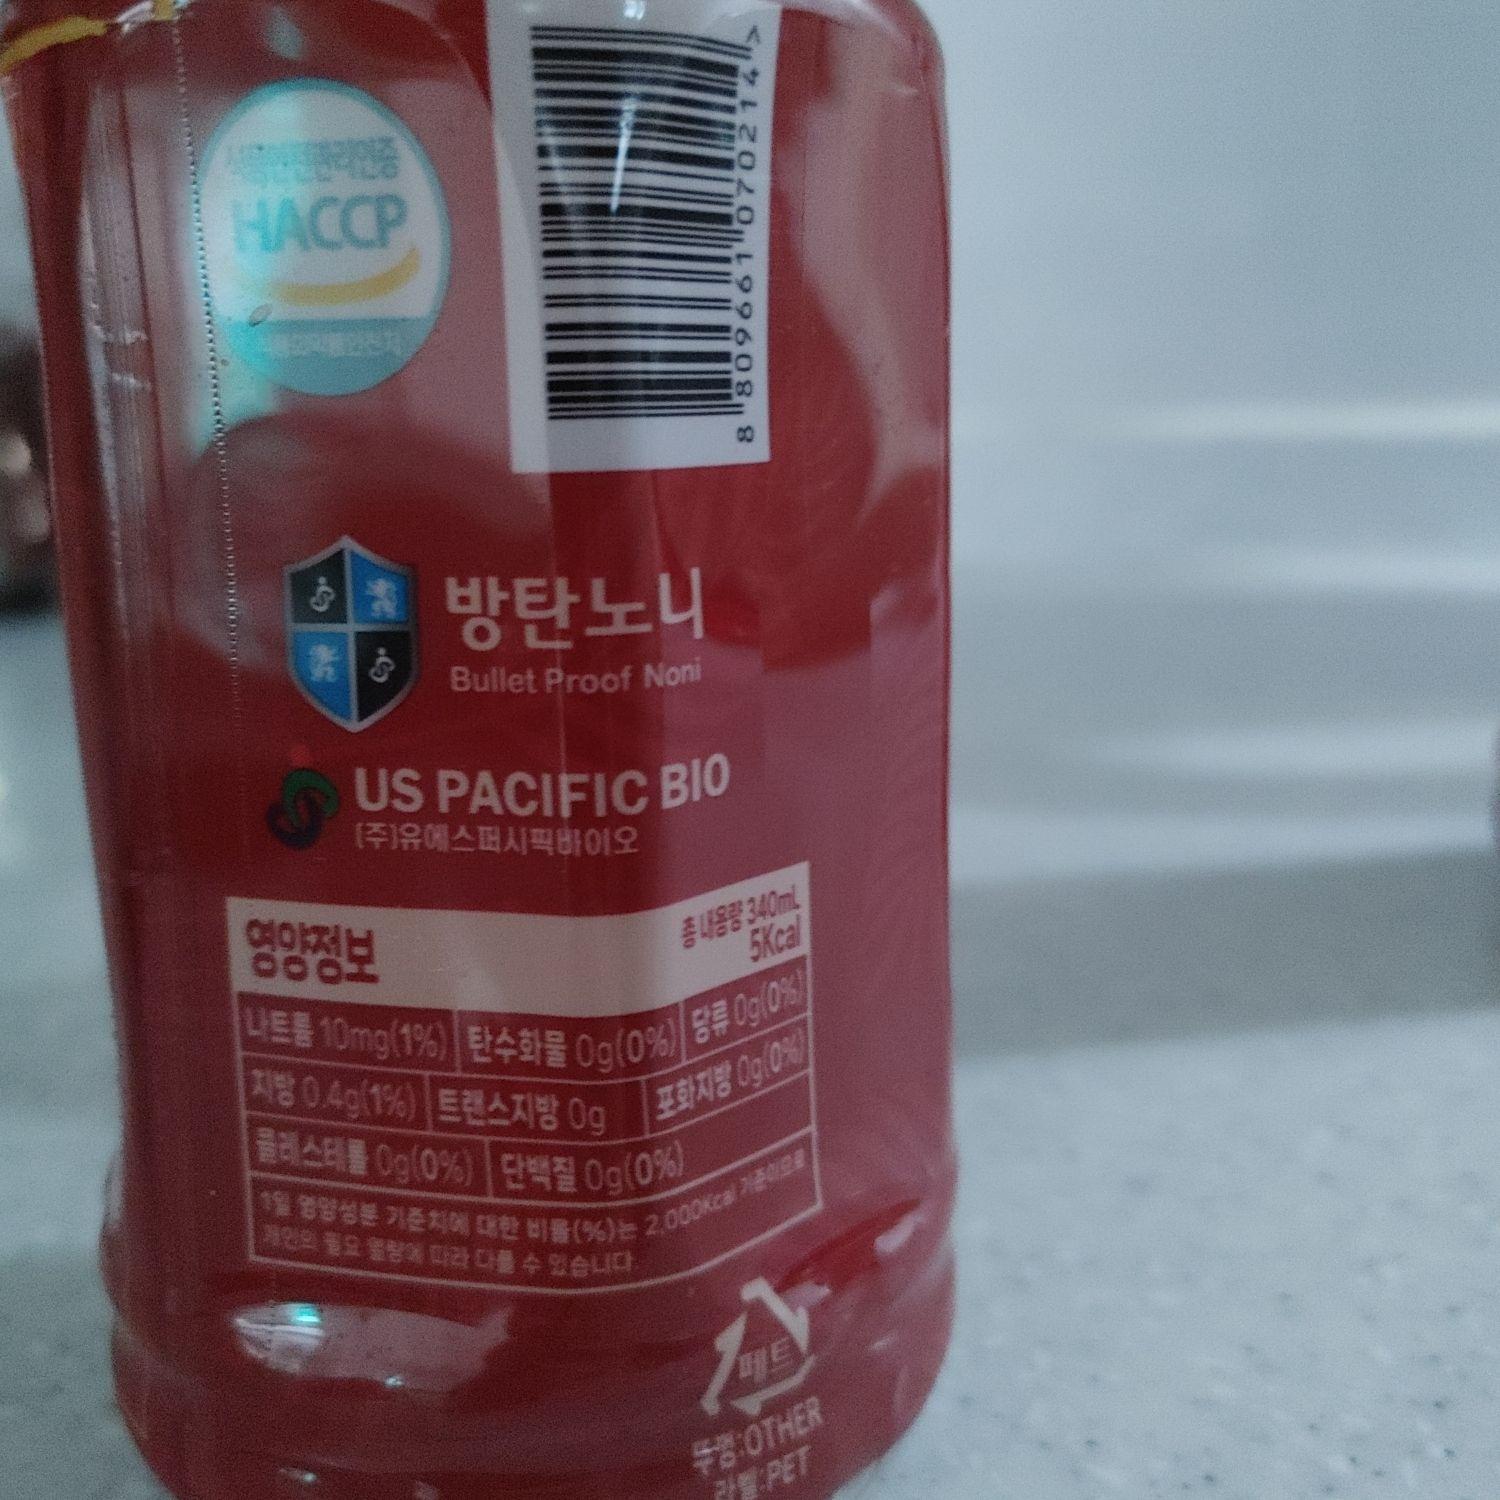 HACCP
8 809661 070214 >
방탄노니
Bullet Proof Noni
US PACIFIC BIO
(주)유에스퍼시픽바이오
영양정보
총 내용량 340mL
5Kcal
나트륨 10mg(1%) 탄수화물 0g(0%) 당류 0g(0%)
지방 0.4g(1%) 트랜스지방 0g 포화지방 0g(0%)
콜레스테롤 0g(0%) 단백질 0g(0%)
1일 영양성분 기준치에 대한 비율(%)는 2,000Kcal 기준이므로
개인의 필요 열량에 따라 다를 수 있습니다
페트
뚜껑:OTHER
라벨:PET